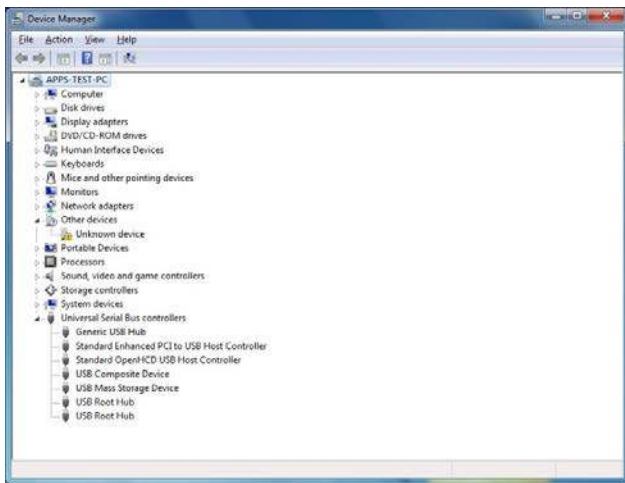 Device Manager
File Action View Help
APPS-TEST-PC
Computer
Disk drives
Display adapters
DVD/CD-ROM drives
Human Interface Devices
Keyboards
Mice and other pointing devices
Monitors
Network adapters
Other devices
Unknown device
Portable Devices
Processors
Sound, video and game controllers
Storage controllers
System devices
Universal Serial Bus controllers
Generic USB Hub
Standard Enhanced PCI to USB Host Controller
Standard OpenHCD USB Host Controller
USB Composite Device
USB Mass Storage Device
USB Root Hub
USB Root Hub